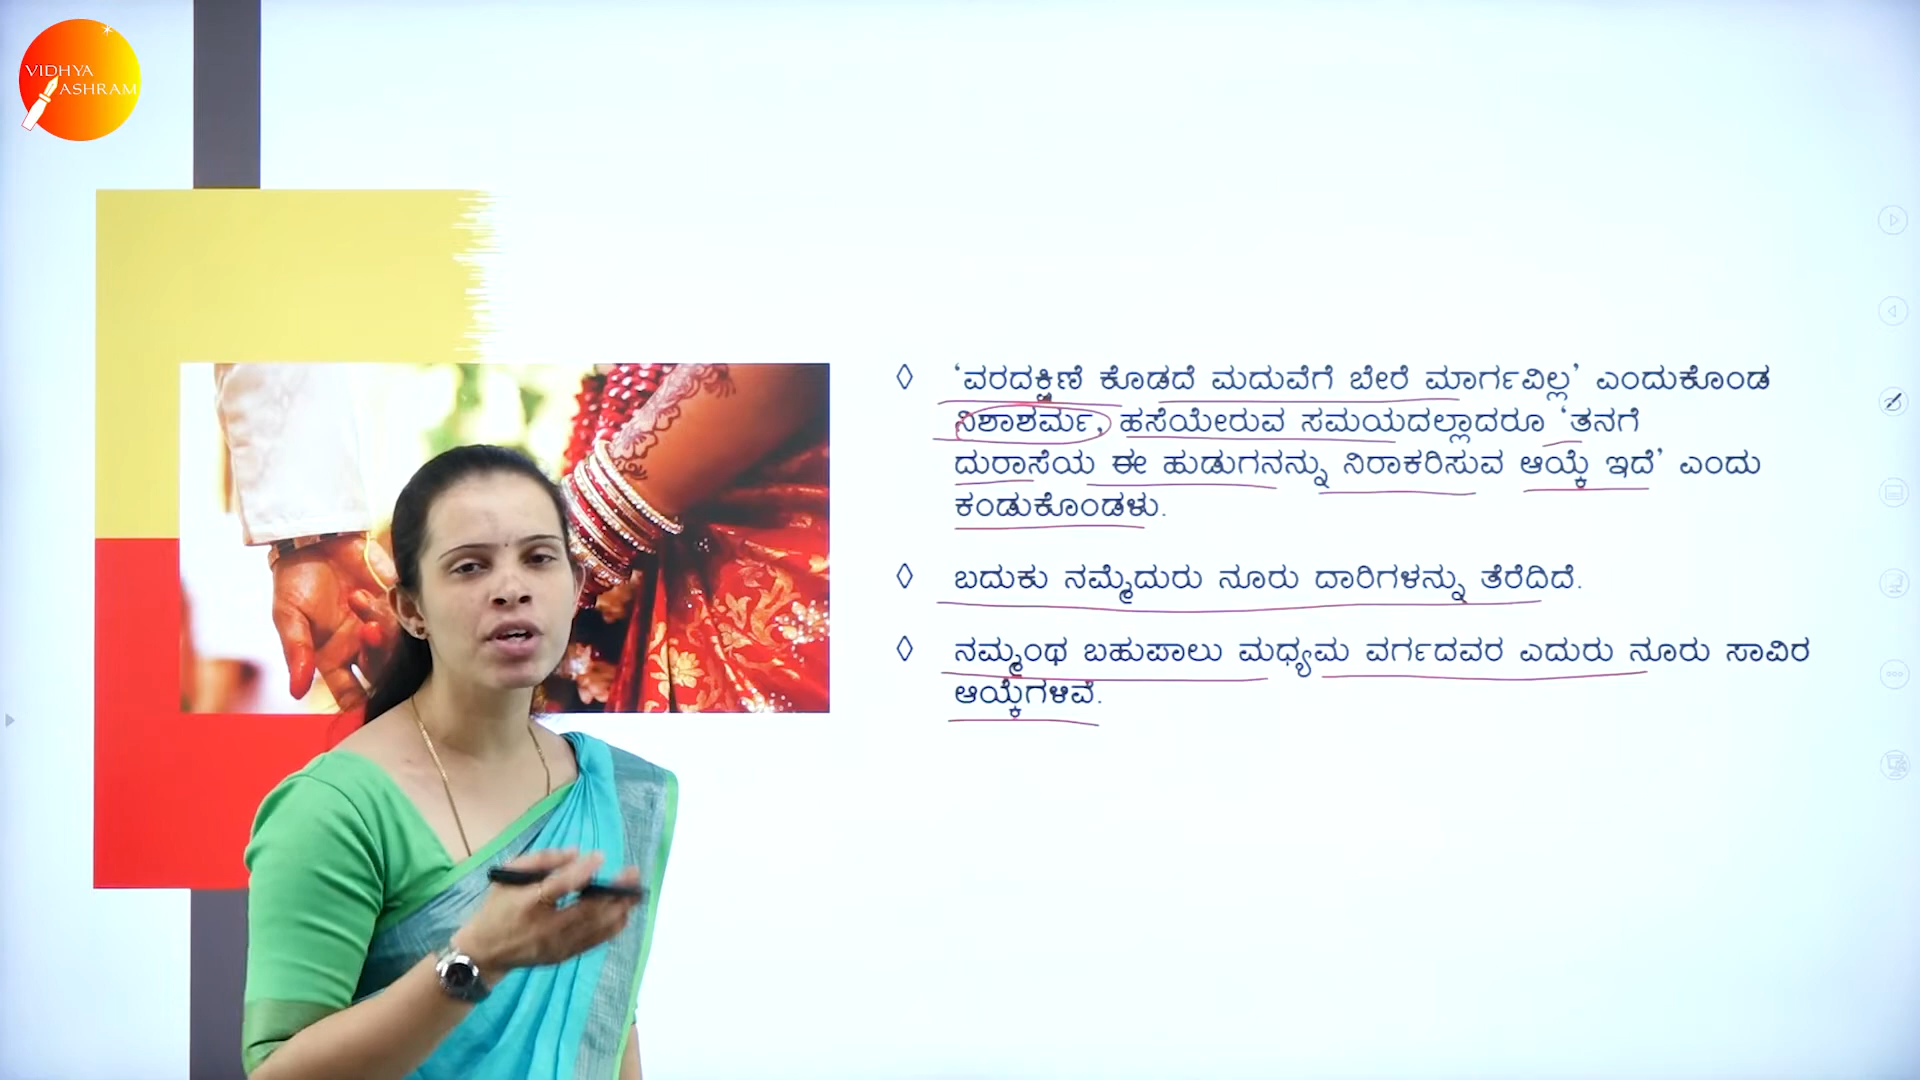 VIDHYA
ASHRAM
‘ವರದಕ್ಷಿಣೆ ಕೊಡದೆ ಮದುವೆಗೆ ಬೇರೆ ಮಾರ್ಗವಿಲ್ಲ’ ಎಂದುಕೊಂಡ
ನಿಶಾಶರ್ಮ, ಹಸೆಯೇರುವ ಸಮಯದಲ್ಲಾದರೂ ‘ತನಗೆ
ದುರಾಸೆಯ ಈ ಹುಡುಗನನ್ನು ನಿರಾಕರಿಸುವ ಆಯ್ಕೆ ಇದೆ’ ಎಂದು
ಕಂಡುಕೊಂಡಳು.
ಬದುಕು ನಮ್ಮೆದುರು ನೂರು ದಾರಿಗಳನ್ನು ತೆರೆದಿದೆ.
ನಮ್ಮಂಥ ಬಹುಪಾಲು ಮಧ್ಯಮ ವರ್ಗದವರ ಎದುರು ನೂರು ಸಾವಿರ
ಆಯ್ಕೆಗಳಿವೆ.